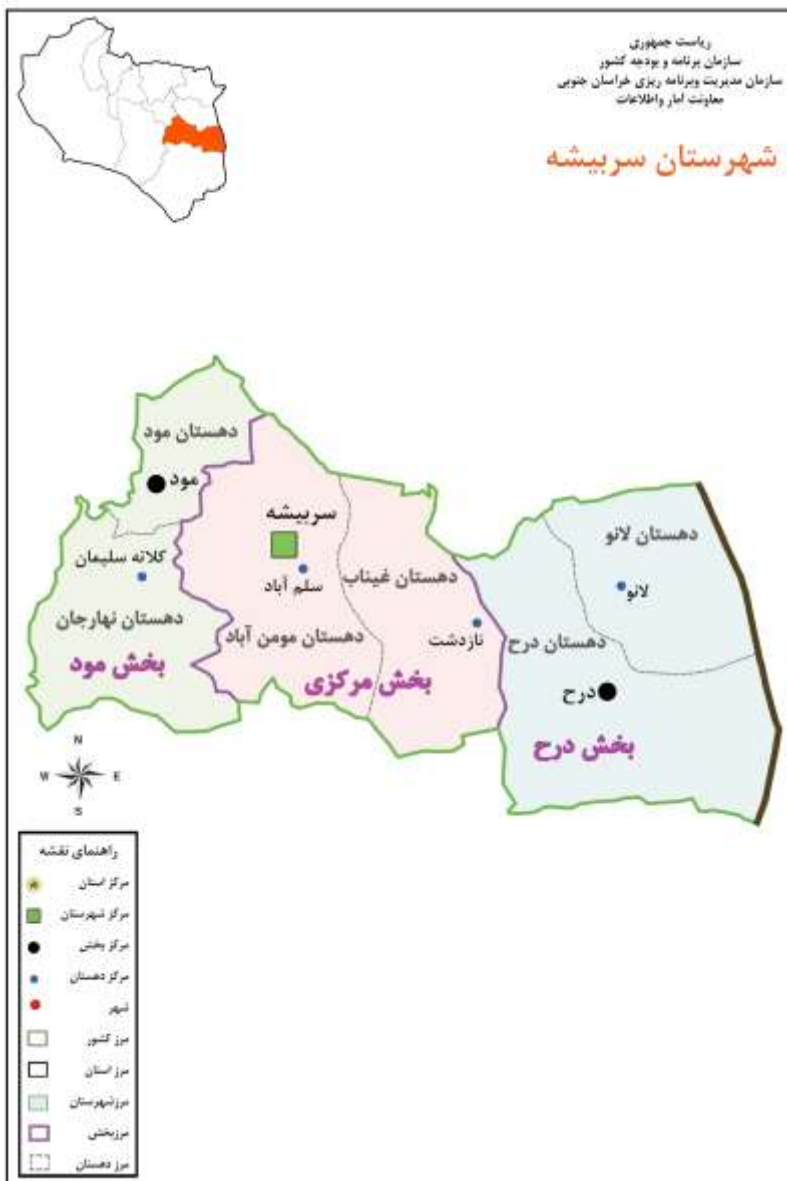 ریاست جمهوری
سازمان برنامه و بودجه کشور
سازمان مدیریت وبرنامه ریزی خراسان جنوبی
معاونت آمار واطلاعات
شهرستان سربیشه
دهستان مود
مود
کلاته سلیمان
دهستان نهارجان
بخش مود
سربیشه
سلم آباد
دهستان مومن آباد
دهستان غیناب
نازدشت
بخش مرکزی
دهستان لانو
لانو
دهستان درح
درح
بخش درح
N
W
E
S
راهنمای نقشه
مرکز استان
مرکز شهرستان
مرکز بخش
مرکز دهستان
شهر
مرز کشور
مرز استان
مرزشهرستان
مرزبخش
مرز دهستان